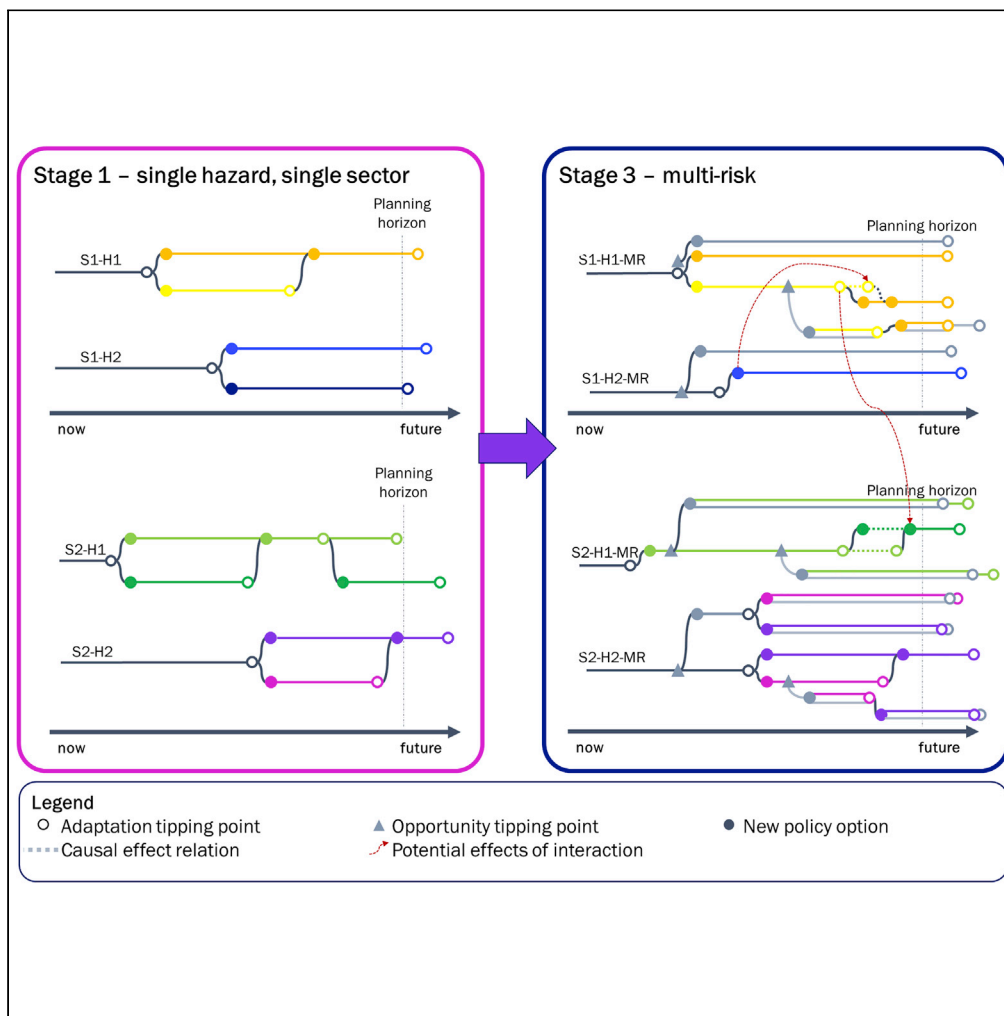 Stage 1 – single hazard, single sector
Planning
horizon
S1-H1
S1-H2
now
future
Planning
horizon
S2-H1
S2-H2
now
future
Stage 3 – multi-risk
Planning horizon
S1-H1-MR
S1-H2-MR
now
future
Planning horizon
S2-H1-MR
S2-H2-MR
now
future
Legend
Adaptation tipping point
Opportunity tipping point
New policy option
Causal effect relation
Potential effects of interaction